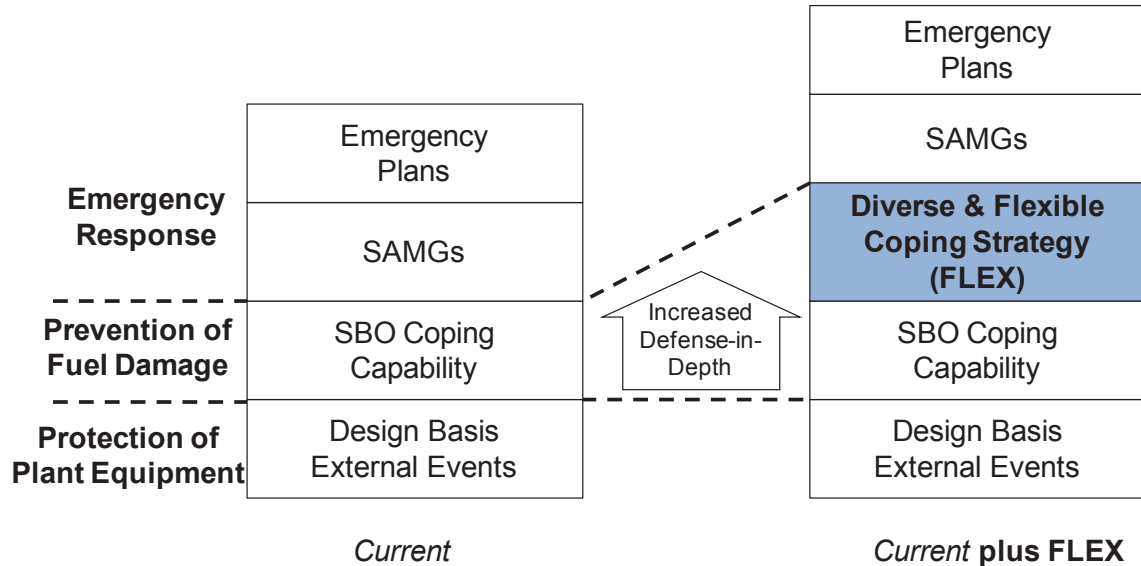 Emergency
Response
Prevention of
Fuel Damage
Protection of
Plant Equipment
Emergency
Plans
SAMGs
SBO Coping
Capability
Design Basis
External Events
Current
Increased
Defense-in-
Depth
Emergency
Plans
SAMGs
Diverse & Flexible
Coping Strategy
(FLEX)
SBO Coping
Capability
Design Basis
External Events
Current plus FLEX